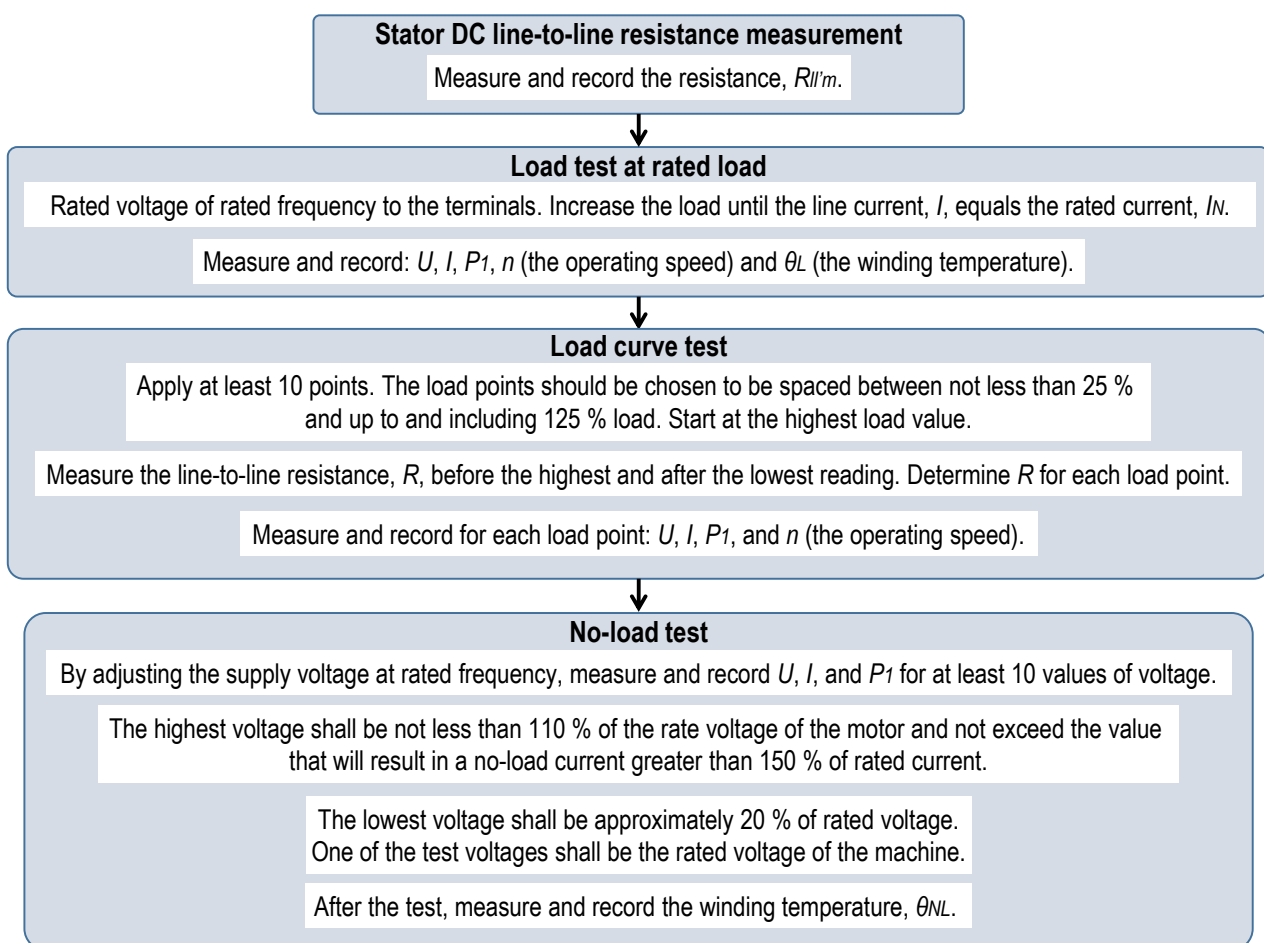 Stator DC line-to-line resistance measurement
Measure and record the resistance, Rll'm.
Load test at rated load
Rated voltage of rated frequency to the terminals. Increase the load until the line current, I, equals the rated current, IN.
Measure and record: U, I, P1, n (the operating speed) and θL (the winding temperature).
Load curve test
Apply at least 10 points. The load points should be chosen to be spaced between not less than 25 %
and up to and including 125 % load. Start at the highest load value.
Measure the line-to-line resistance, R, before the highest and after the lowest reading. Determine R for each load point.
Measure and record for each load point: U, I, P1, and n (the operating speed).
No-load test
By adjusting the supply voltage at rated frequency, measure and record U, I, and P1 for at least 10 values of voltage.
The highest voltage shall be not less than 110 % of the rate voltage of the motor and not exceed the value
that will result in a no-load current greater than 150 % of rated current.
The lowest voltage shall be approximately 20 % of rated voltage.
One of the test voltages shall be the rated voltage of the machine.
After the test, measure and record the winding temperature, θNL.